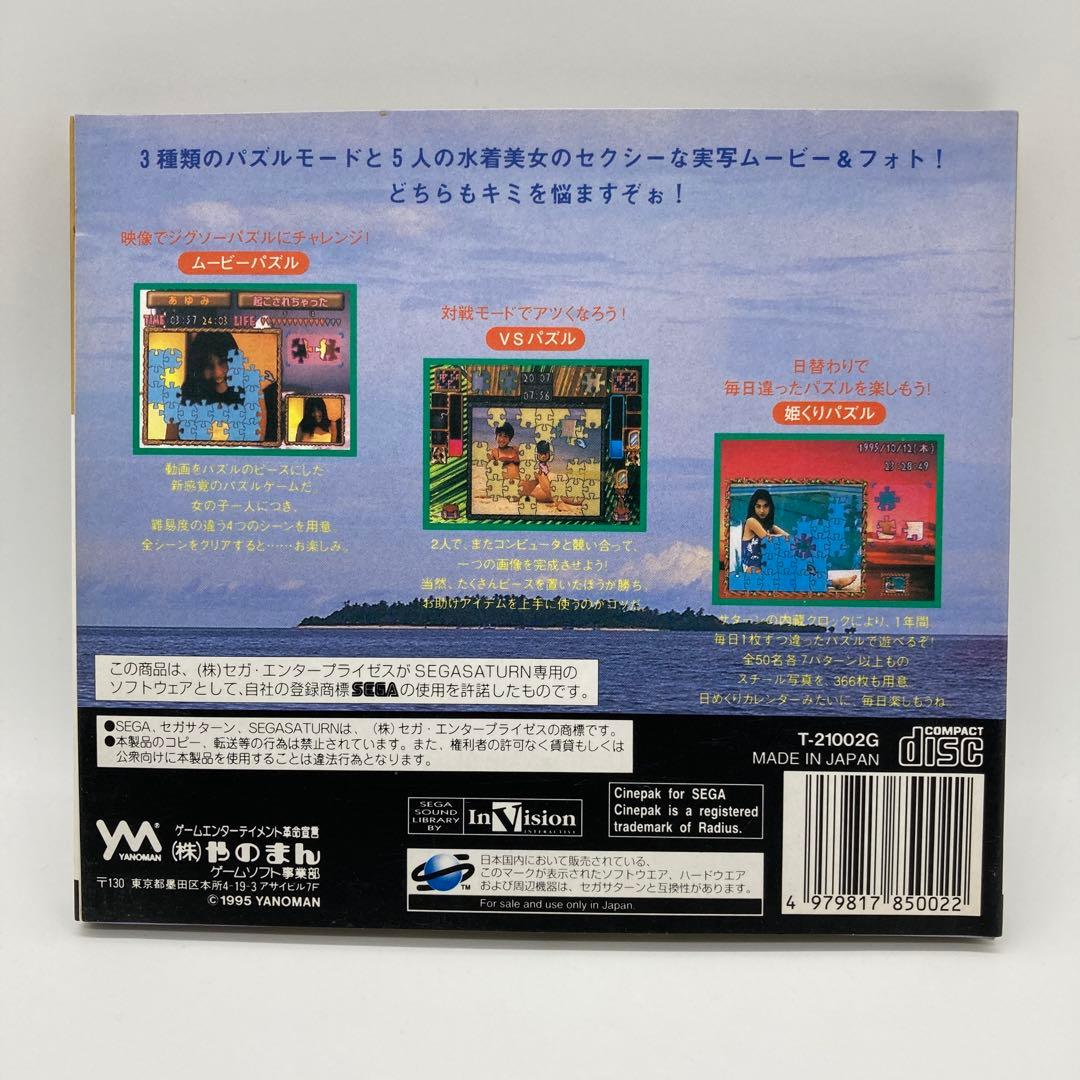 3種類のパズルモードと5人の水着美女のセクシーな実写ムービー＆フォト！
どちらもキミを悩ますぞぉ！
映像でジグソーパズルにチャレンジ！
ムービーパズル
あゆみ
起こされちゃった
TIME 03:57 24:03 LIFE
動画をパズルのピースにした
新感覚のパズルゲームだ。
女の子一人につき、
難易度の違う4つのシーンを用意。
全シーンをクリアすると……お楽しみ。
対戦モードでアツくなろう！
VSパズル
20:07
07:56
2人で、またコンピュータと競い合って、
一つの画像を完成させよう！
当然、たくさんピースを置いたほうが勝ち、
お助けアイテムを上手に使うのがコツだ。
日替わりで
毎日違ったパズルを楽しもう！
姫くりパズル
1995/10/12(木)
23:28:49
サターンの内蔵クロックにより、1年間、
毎日1枚ずつ違ったパズルで遊べるぞ！
全50名各7パターン以上もの
スチール写真を、366枚も用意。
日めくりカレンダーみたいに、毎日楽しもうね。
この商品は、(株)セガ・エンタープライゼスがSEGASATURN専用の
ソフトウェアとして、自社の登録商標SEGAの使用を許諾したものです。
●SEGA、セガサターン、SEGASATURNは、(株)セガ・エンタープライゼスの商標です。
●本製品のコピー、転送等の行為は禁止されています。また、権利者の許可なく賃貸もしくは
公衆向けに本製品を使用することは違法行為となります。
T-21002G
MADE IN JAPAN
COMPACT
disc
YM®
YANOMAN
ゲームエンターテイメント革命宣言
(株)やのまん
ゲームソフト事業部
〒130 東京都墨田区本所4-19-3 アサイビル7F
©1995 YANOMAN
SEGA
SOUND
LIBRARY
BY
InVision
INTERACTIVE
Cinepak for SEGA
Cinepak is a registered
trademark of Radius.
TM
日本国内において販売されている、
このマークが表示されたソフトウエア、ハードウエア
および周辺機器は、セガサターンと互換性があります。
For sale and use only in Japan.
4 979817 850022